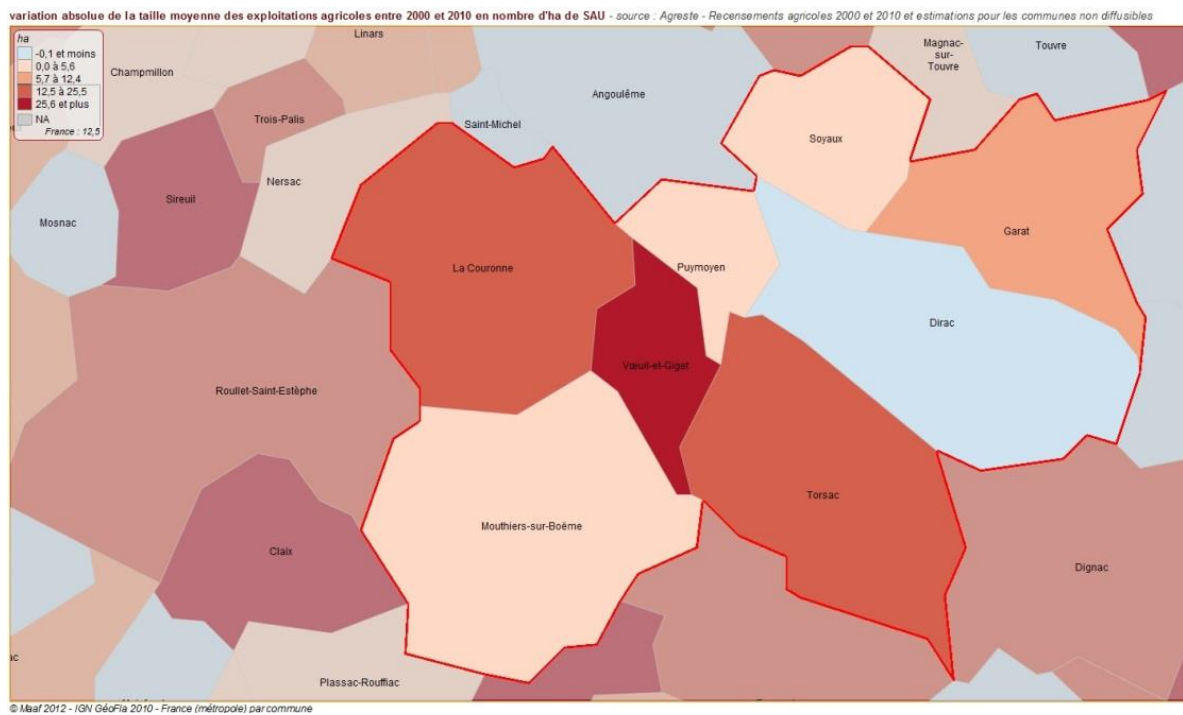 variation absolue de la taille moyenne des exploitations agricoles entre 2000 et 2010 en nombre d'ha de SAU - source : Agreste - Recensements agricoles 2000 et 2010 et estimations pour les communes non diffusibles
ha
-0,1 et moins
0,0 à 5,6
5,7 à 12,4
12,5 à 25,5
25,6 et plus
NA
France : 12,5
Linars
Magnac-
sur-
Touvre
Touvre
Champmillon
Angoulême
Trois-Palis
Saint-Michel
Soyaux
Nersac
Sireuil
Mosnac
Garat
La Couronne
Puymoyen
Dirac
Vœuil-et-Giget
Roullet-Saint-Estèphe
Torsac
Mouthiers-sur-Boëme
Claix
Dignac
Plassac-Rouffiac
© Maaf 2012 - IGN GéoFla 2010 - France (métropole) par commune